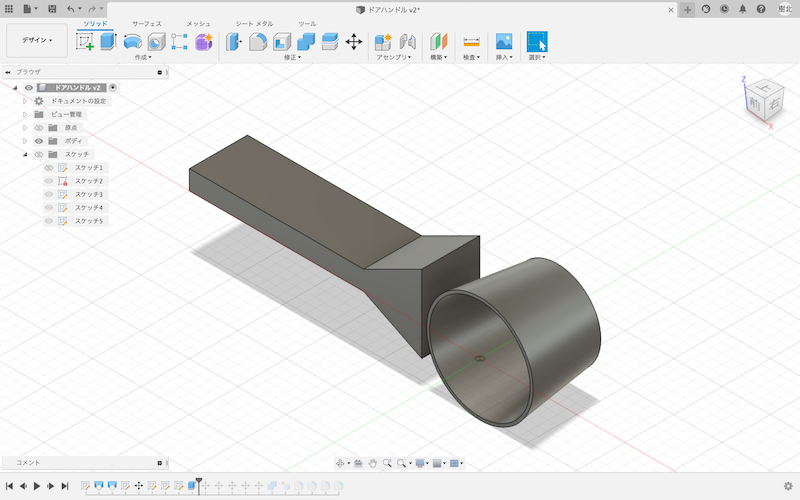 ドアハンドル v2*
樹北
ソリッド
サーフェス
メッシュ
シート メタル
ツール
デザイン
作成
修正
アセンブリ
構築
検査
挿入
選択
ブラウザ
ドアハンドル v2
ドキュメントの設定
ビュー管理
原点
ボディ
スケッチ
スケッチ1
スケッチ2
スケッチ3
スケッチ4
スケッチ5
Z
上
前
右
X
コメント